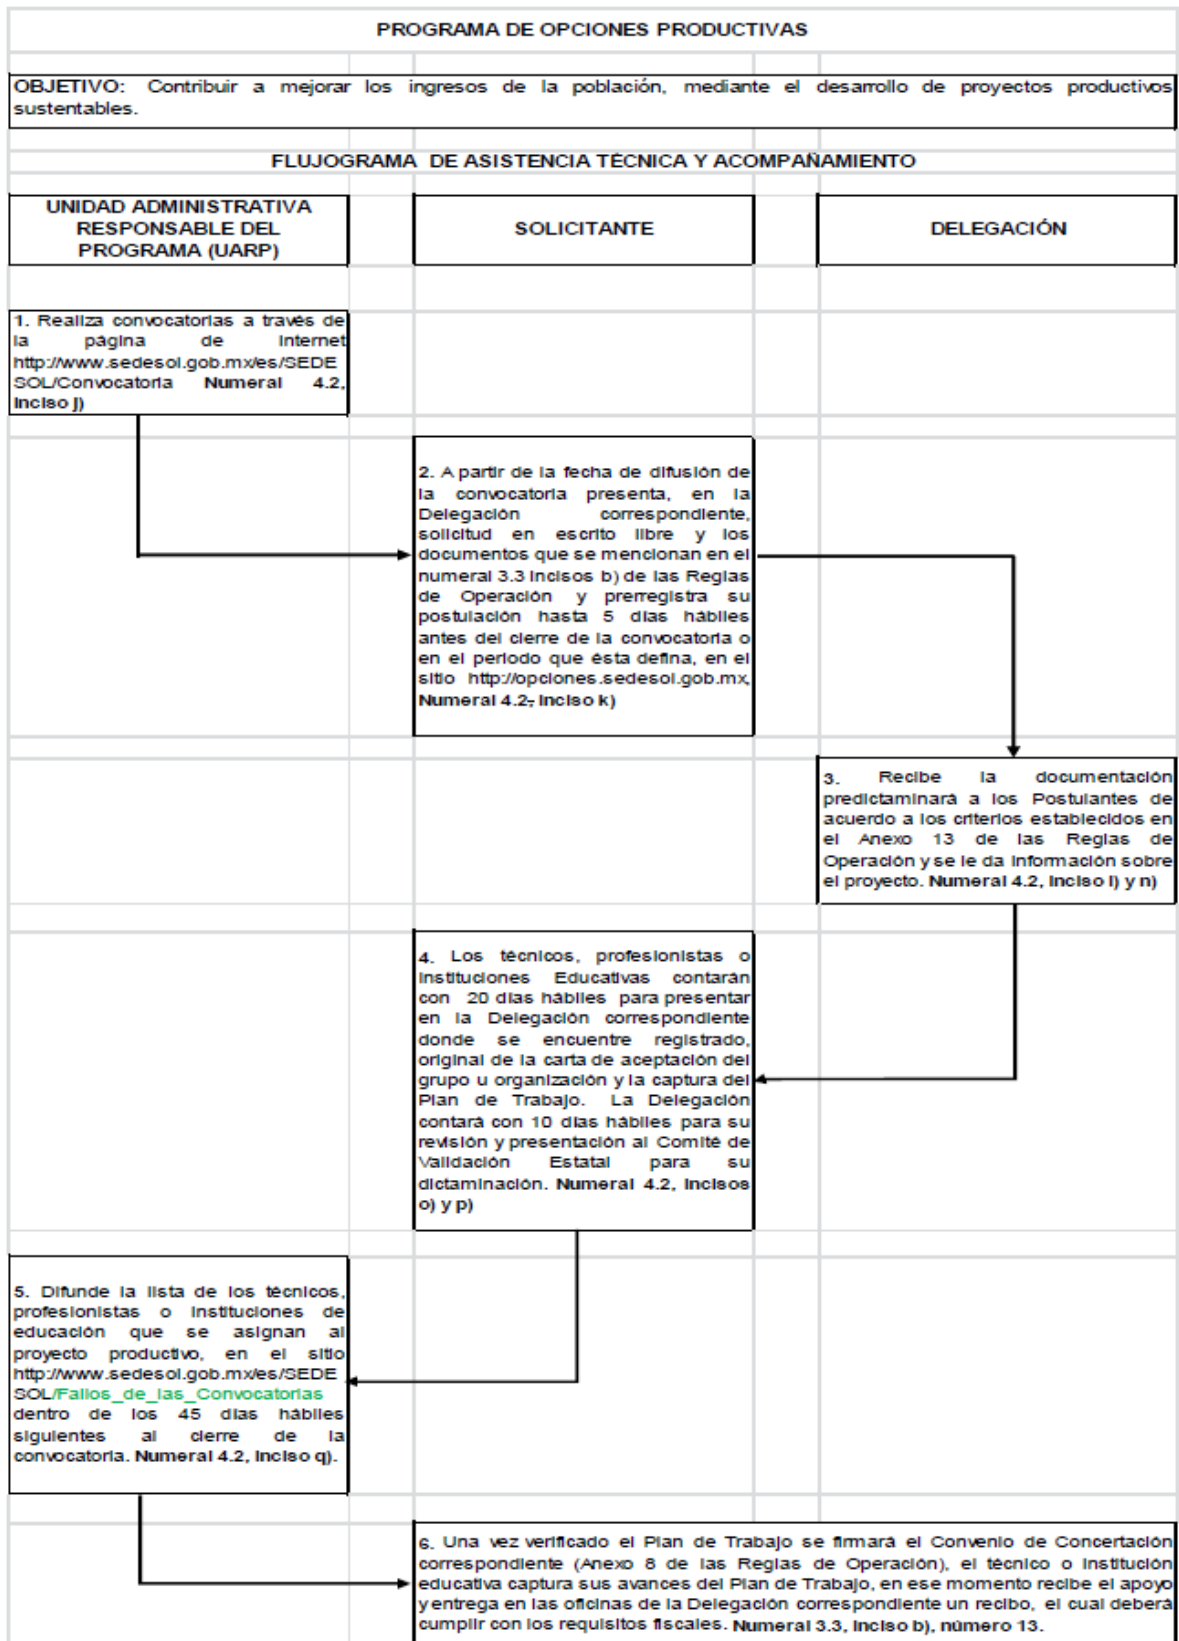 PROGRAMA DE OPCIONES PRODUCTIVAS
OBJETIVO: Contribuir a mejorar los ingresos de la población, mediante el desarrollo de proyectos productivos
sustentables.
FLUJOGRAMA DE ASISTENCIA TÉCNICA Y ACOMPAÑAMIENTO
UNIDAD ADMINISTRATIVA
RESPONSABLE DEL
PROGRAMA (UARP)
SOLICITANTE
DELEGACIÓN
1. Realiza convocatorias a través de
la página de Internet
http://www.sedesol.gob.mx/es/SEDE
SOL/Convocatoria Numeral 4.2,
Inciso j)
2. A partir de la fecha de difusión de
la convocatoria presenta, en la
Delegación correspondiente,
solicitud en escrito libre y los
documentos que se mencionan en el
numeral 3.3 incisos b) de las Reglas
de Operación y prerregistra su
postulación hasta 5 días hábiles
antes del cierre de la convocatoria o
en el periodo que ésta defina, en el
sitio http://opciones.sedesol.gob.mx,
Numeral 4.2, Inciso k)
3. Recibe la documentación
predictaminará a los Postulantes de
acuerdo a los criterios establecidos en
el Anexo 13 de las Reglas de
Operación y se le da información sobre
el proyecto. Numeral 4.2, Inciso l) y n)
4. Los técnicos, profesionistas o
Instituciones Educativas contarán
con 20 días hábiles para presentar
en la Delegación correspondiente
donde se encuentre registrado,
original de la carta de aceptación del
grupo u organización y la captura del
Plan de Trabajo. La Delegación
contará con 10 días hábiles para su
revisión y presentación al Comité de
Validación Estatal para su
dictaminación. Numeral 4.2, Incisos
o) y p)
5. Difunde la lista de los técnicos,
profesionistas o instituciones de
educación que se asignan al
proyecto productivo, en el sitio
http://www.sedesol.gob.mx/es/SEDE
SOL/Fallos_de_las_Convocatorias
dentro de los 45 días hábiles
siguientes al cierre de la
convocatoria. Numeral 4.2, Inciso q).
6. Una vez verificado el Plan de Trabajo se firmará el Convenio de Concertación
correspondiente (Anexo 8 de las Reglas de Operación), el técnico o institución
educativa captura sus avances del Plan de Trabajo, en ese momento recibe el apoyo
y entrega en las oficinas de la Delegación correspondiente un recibo, el cual deberá
cumplir con los requisitos fiscales. Numeral 3.3, Inciso b), número 13.